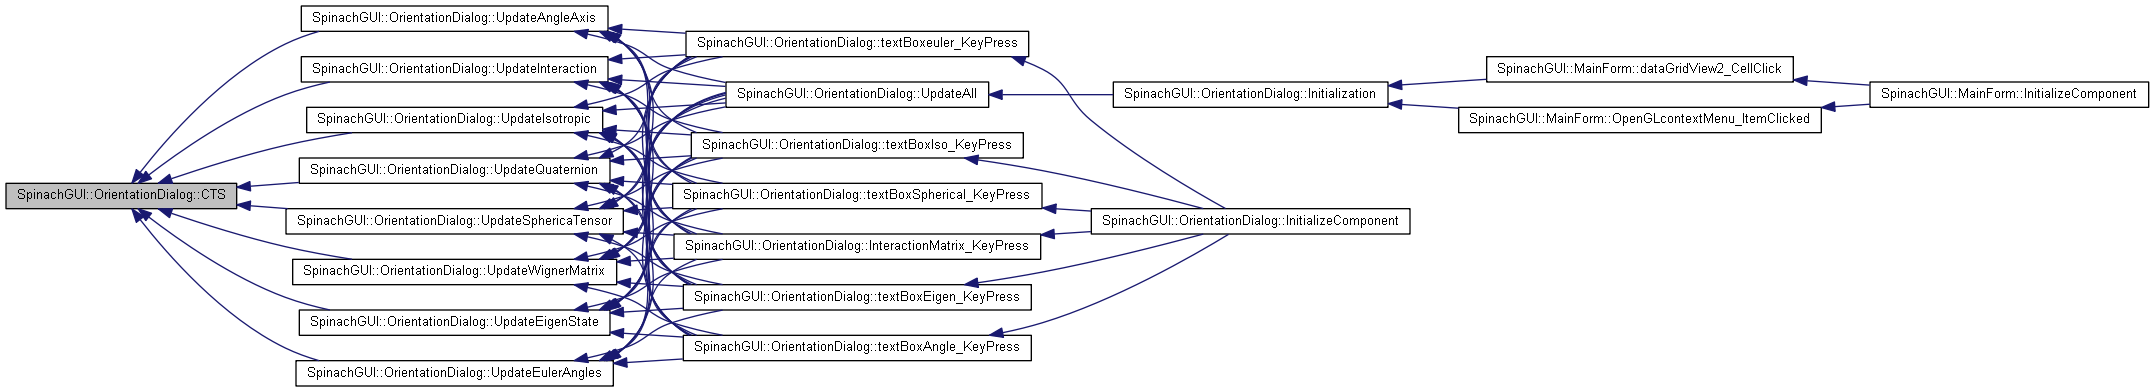 SpinachGUI::OrientationDialog::CTS
SpinachGUI::OrientationDialog::UpdateAngleAxis
SpinachGUI::OrientationDialog::UpdateInteraction
SpinachGUI::OrientationDialog::UpdateIsotropic
SpinachGUI::OrientationDialog::UpdateQuaternion
SpinachGUI::OrientationDialog::UpdateSphericaTensor
SpinachGUI::OrientationDialog::UpdateWignerMatrix
SpinachGUI::OrientationDialog::UpdateEigenState
SpinachGUI::OrientationDialog::UpdateEulerAngles
SpinachGUI::OrientationDialog::textBoxeuler_KeyPress
SpinachGUI::OrientationDialog::UpdateAll
SpinachGUI::OrientationDialog::textBoxIso_KeyPress
SpinachGUI::OrientationDialog::textBoxSpherical_KeyPress
SpinachGUI::OrientationDialog::InteractionMatrix_KeyPress
SpinachGUI::OrientationDialog::textBoxEigen_KeyPress
SpinachGUI::OrientationDialog::textBoxAngle_KeyPress
SpinachGUI::OrientationDialog::Initialization
SpinachGUI::OrientationDialog::InitializeComponent
SpinachGUI::MainForm::dataGridView2_CellClick
SpinachGUI::MainForm::OpenGLcontextMenu_ItemClicked
SpinachGUI::MainForm::InitializeComponent